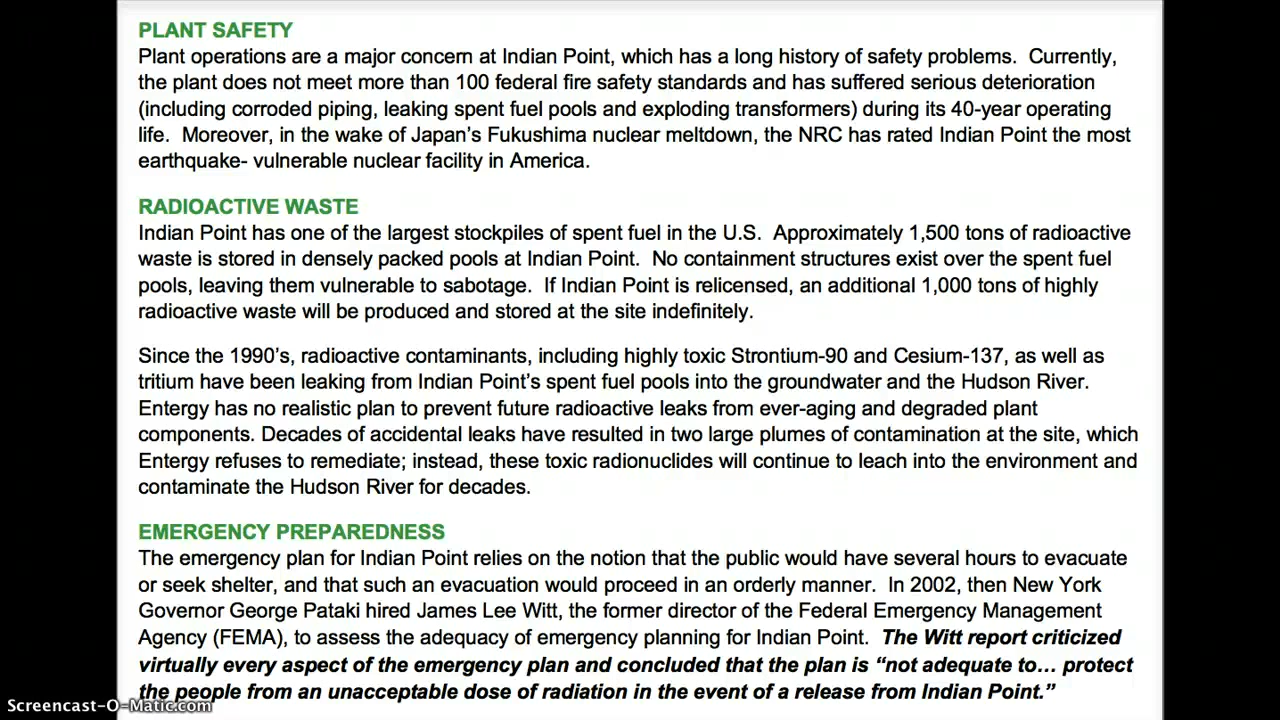 PLANT SAFETY
Plant operations are a major concern at Indian Point, which has a long history of safety problems.  Currently,
the plant does not meet more than 100 federal fire safety standards and has suffered serious deterioration
(including corroded piping, leaking spent fuel pools and exploding transformers) during its 40-year operating
life.  Moreover, in the wake of Japan's Fukushima nuclear meltdown, the NRC has rated Indian Point the most
earthquake- vulnerable nuclear facility in America.
RADIOACTIVE WASTE
Indian Point has one of the largest stockpiles of spent fuel in the U.S.  Approximately 1,500 tons of radioactive
waste is stored in densely packed pools at Indian Point.  No containment structures exist over the spent fuel
pools, leaving them vulnerable to sabotage.  If Indian Point is relicensed, an additional 1,000 tons of highly
radioactive waste will be produced and stored at the site indefinitely.
Since the 1990's, radioactive contaminants, including highly toxic Strontium-90 and Cesium-137, as well as
tritium have been leaking from Indian Point's spent fuel pools into the groundwater and the Hudson River.
Entergy has no realistic plan to prevent future radioactive leaks from ever-aging and degraded plant
components. Decades of accidental leaks have resulted in two large plumes of contamination at the site, which
Entergy refuses to remediate; instead, these toxic radionuclides will continue to leach into the environment and
contaminate the Hudson River for decades.
EMERGENCY PREPAREDNESS
The emergency plan for Indian Point relies on the notion that the public would have several hours to evacuate
or seek shelter, and that such an evacuation would proceed in an orderly manner.  In 2002, then New York
Governor George Pataki hired James Lee Witt, the former director of the Federal Emergency Management
Agency (FEMA), to assess the adequacy of emergency planning for Indian Point.  The Witt report criticized
virtually every aspect of the emergency plan and concluded that the plan is “not adequate to… protect
the people from an unacceptable dose of radiation in the event of a release from Indian Point.”
Screencast-O-Matic.com